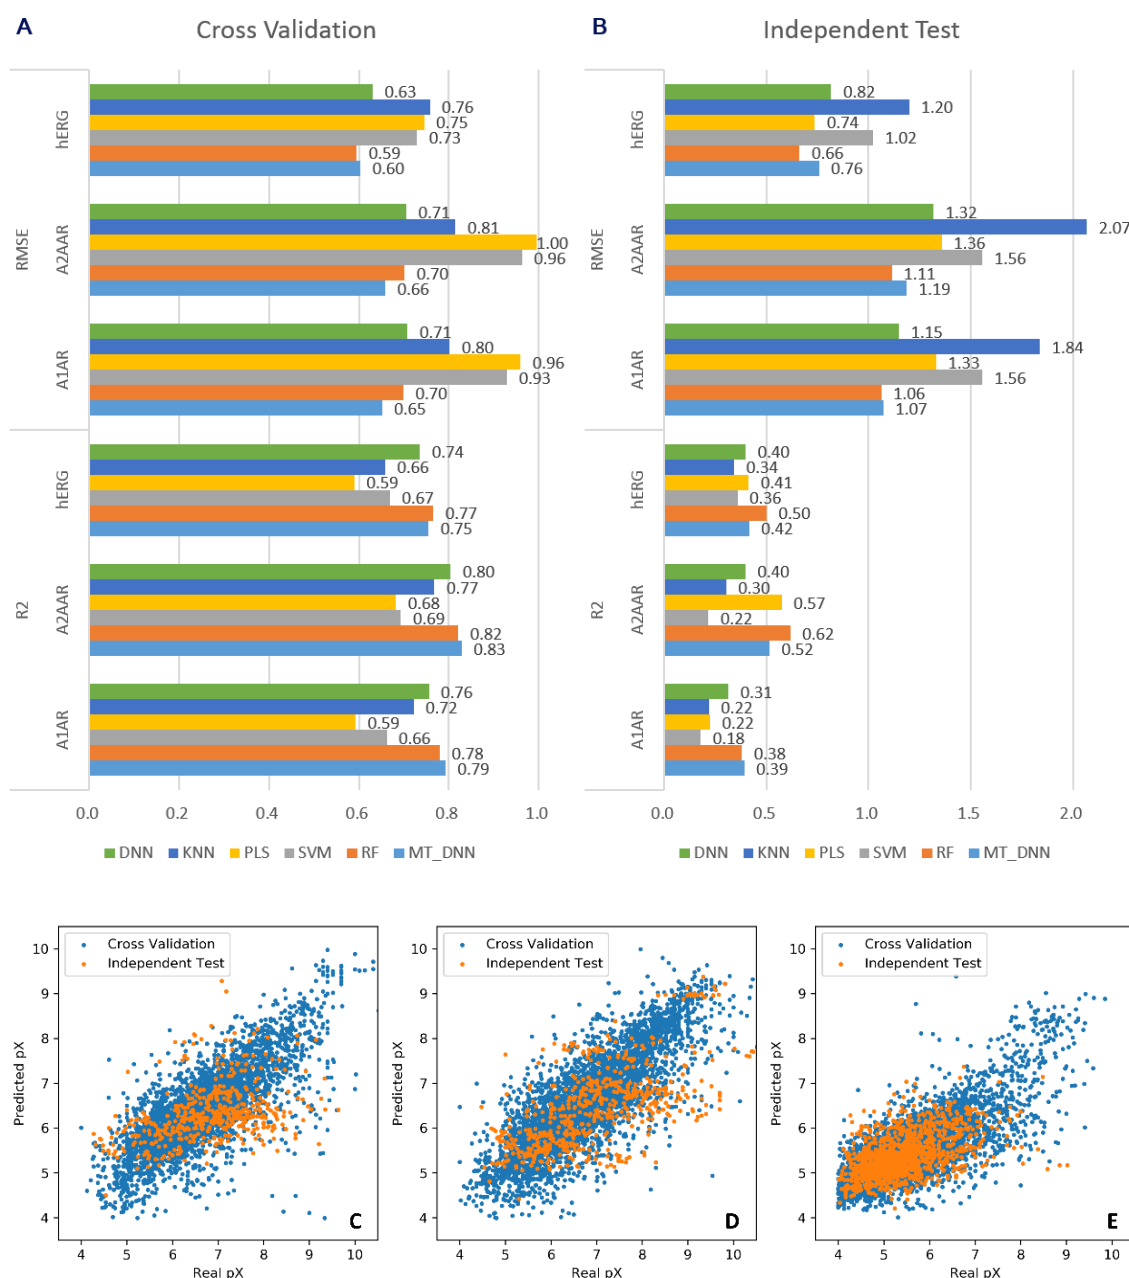 A
Cross Validation
RMSE
hERG
0.63
0.76
0.75
0.73
0.59
0.60
A2AAR
0.71
0.81
1.00
0.96
0.70
0.66
A1AR
0.71
0.80
0.96
0.93
0.70
0.65
R2
hERG
0.74
0.66
0.59
0.67
0.77
0.75
A2AAR
0.80
0.77
0.68
0.69
0.82
0.83
A1AR
0.76
0.72
0.59
0.66
0.78
0.79
0.0 0.2 0.4 0.6 0.8 1.0
DNN KNN PLS SVM RF MT_DNN
B
Independent Test
RMSE
hERG
0.82
1.20
0.74
1.02
0.66
0.76
A2AAR
1.32
2.07
1.36
1.56
1.11
1.19
A1AR
1.15
1.84
1.33
1.56
1.06
1.07
R2
hERG
0.40
0.34
0.41
0.36
0.50
0.42
A2AAR
0.40
0.30
0.57
0.22
0.62
0.52
A1AR
0.31
0.22
0.22
0.18
0.38
0.39
0.0 0.5 1.0 1.5 2.0
DNN KNN PLS SVM RF MT_DNN
Cross Validation
Independent Test
Predicted pX
10
9
8
7
6
5
4
4 5 6 7 8 9 10
Real pX
C
Cross Validation
Independent Test
Predicted pX
10
9
8
7
6
5
4
4 5 6 7 8 9 10
Real pX
D
Cross Validation
Independent Test
Predicted pX
10
9
8
7
6
5
4
4 5 6 7 8 9 10
Real pX
E